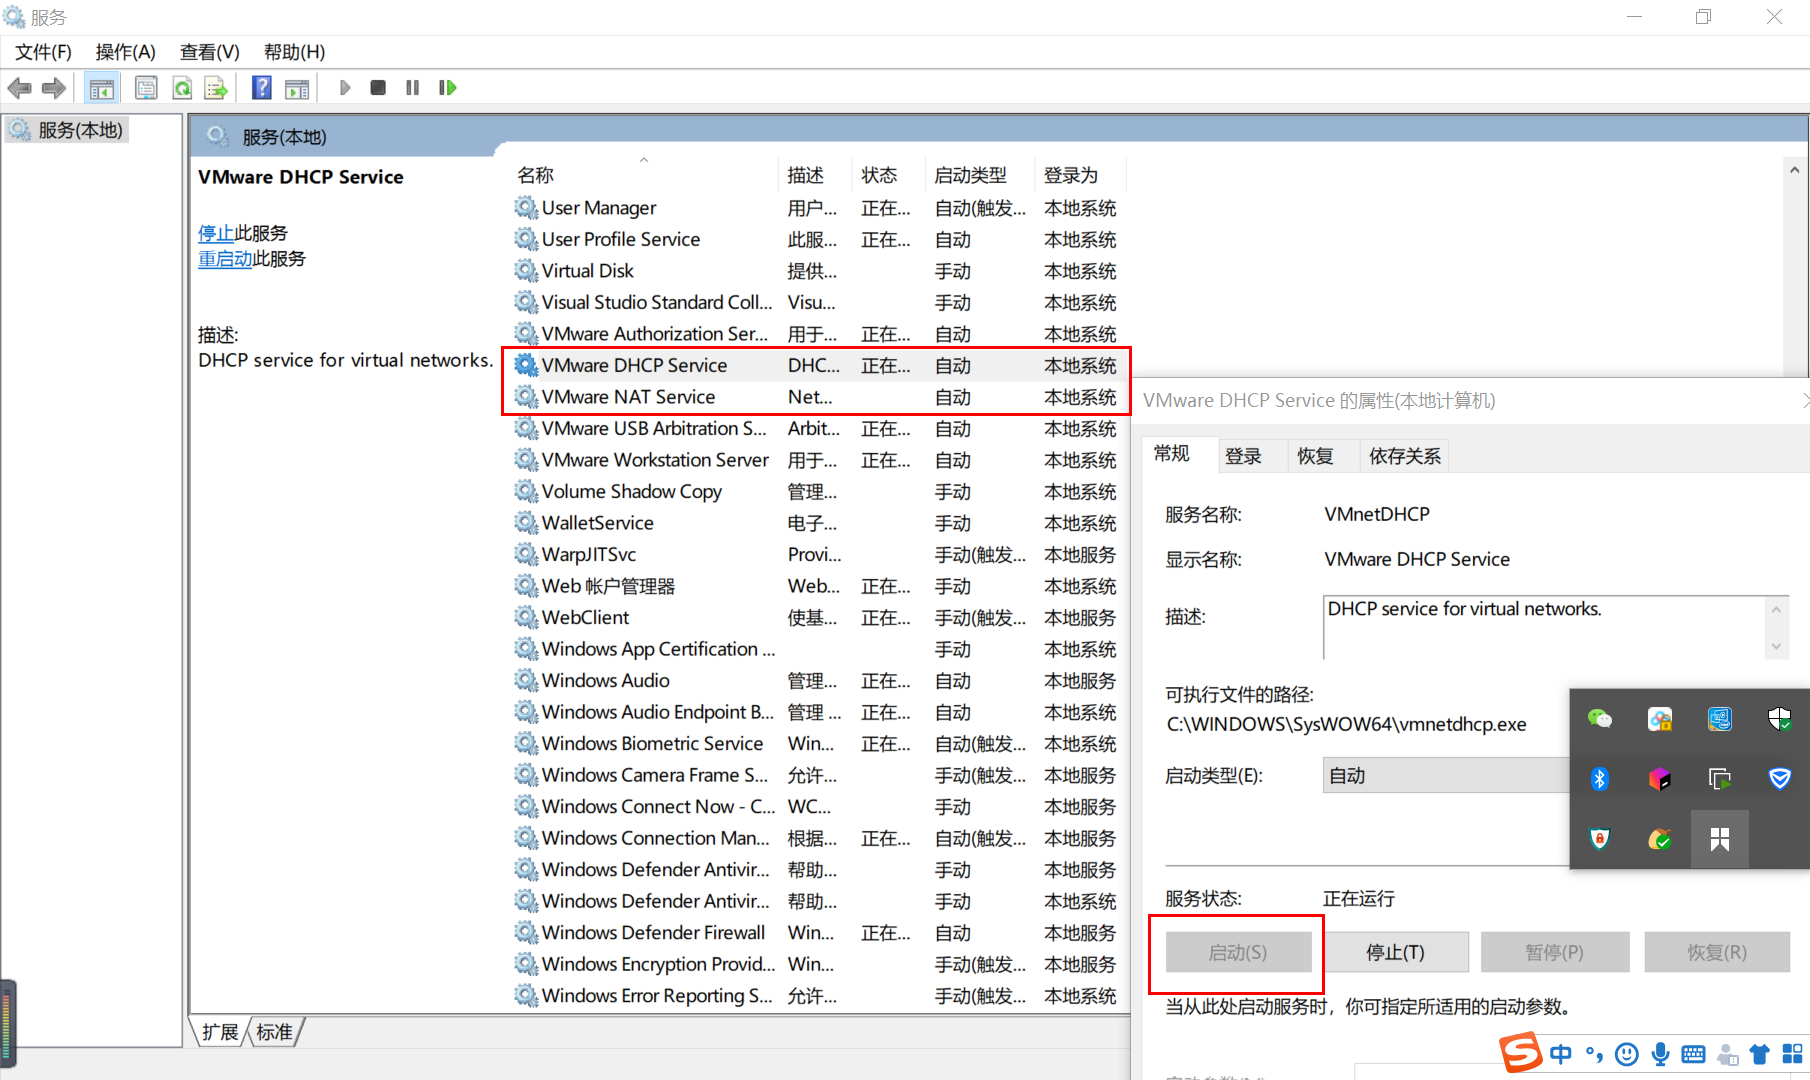 服务
文件(F) 操作(A) 查看(V) 帮助(H)
服务(本地)
服务(本地)
VMware DHCP Service
停止此服务
重启动此服务
描述:
DHCP service for virtual networks.
名称 描述 状态 启动类型 登录为
User Manager 用户... 正在... 自动(触发... 本地系统
User Profile Service 此服... 正在... 自动 本地系统
Virtual Disk 提供... 手动 本地系统
Visual Studio Standard Coll... Visu... 手动 本地系统
VMware Authorization Ser... 用于... 正在... 自动 本地系统
VMware DHCP Service DHC... 正在... 自动 本地系统
VMware NAT Service Net... 自动 本地系统
VMware USB Arbitration S... Arbit... 正在... 自动 本地系统
VMware Workstation Server 用于... 正在... 自动 本地系统
Volume Shadow Copy 管理... 手动 本地系统
WalletService 电子... 手动 本地系统
WarpJITSvc Provi... 手动(触发... 本地服务
Web 帐户管理器 Web... 正在... 手动 本地系统
WebClient 使基... 正在... 手动(触发... 本地服务
Windows App Certification ... 手动 本地系统
Windows Audio 管理... 正在... 自动 本地服务
Windows Audio Endpoint B... 管理 ... 正在... 自动 本地系统
Windows Biometric Service Win... 正在... 自动(触发... 本地系统
Windows Camera Frame S... 允许... 手动(触发... 本地服务
Windows Connect Now - C... WC... 手动 本地服务
Windows Connection Man... 根据... 正在... 自动(触发... 本地服务
Windows Defender Antivir... 帮助... 手动 本地服务
Windows Defender Antivir... 帮助... 手动 本地系统
Windows Defender Firewall Win... 正在... 自动 本地服务
Windows Encryption Provid... Win... 手动(触发... 本地服务
Windows Error Reporting S... 允许... 手动(触发... 本地系统
扩展 标准
VMware DHCP Service 的属性(本地计算机)
常规 登录 恢复 依存关系
服务名称: VMnetDHCP
显示名称: VMware DHCP Service
描述: DHCP service for virtual networks.
可执行文件的路径:
C:\WINDOWS\SysWOW64\vmnetdhcp.exe
启动类型(E): 自动
服务状态: 正在运行
启动(S) 停止(T) 暂停(P) 恢复(R)
当从此处启动服务时，你可指定所适用的启动参数。
中